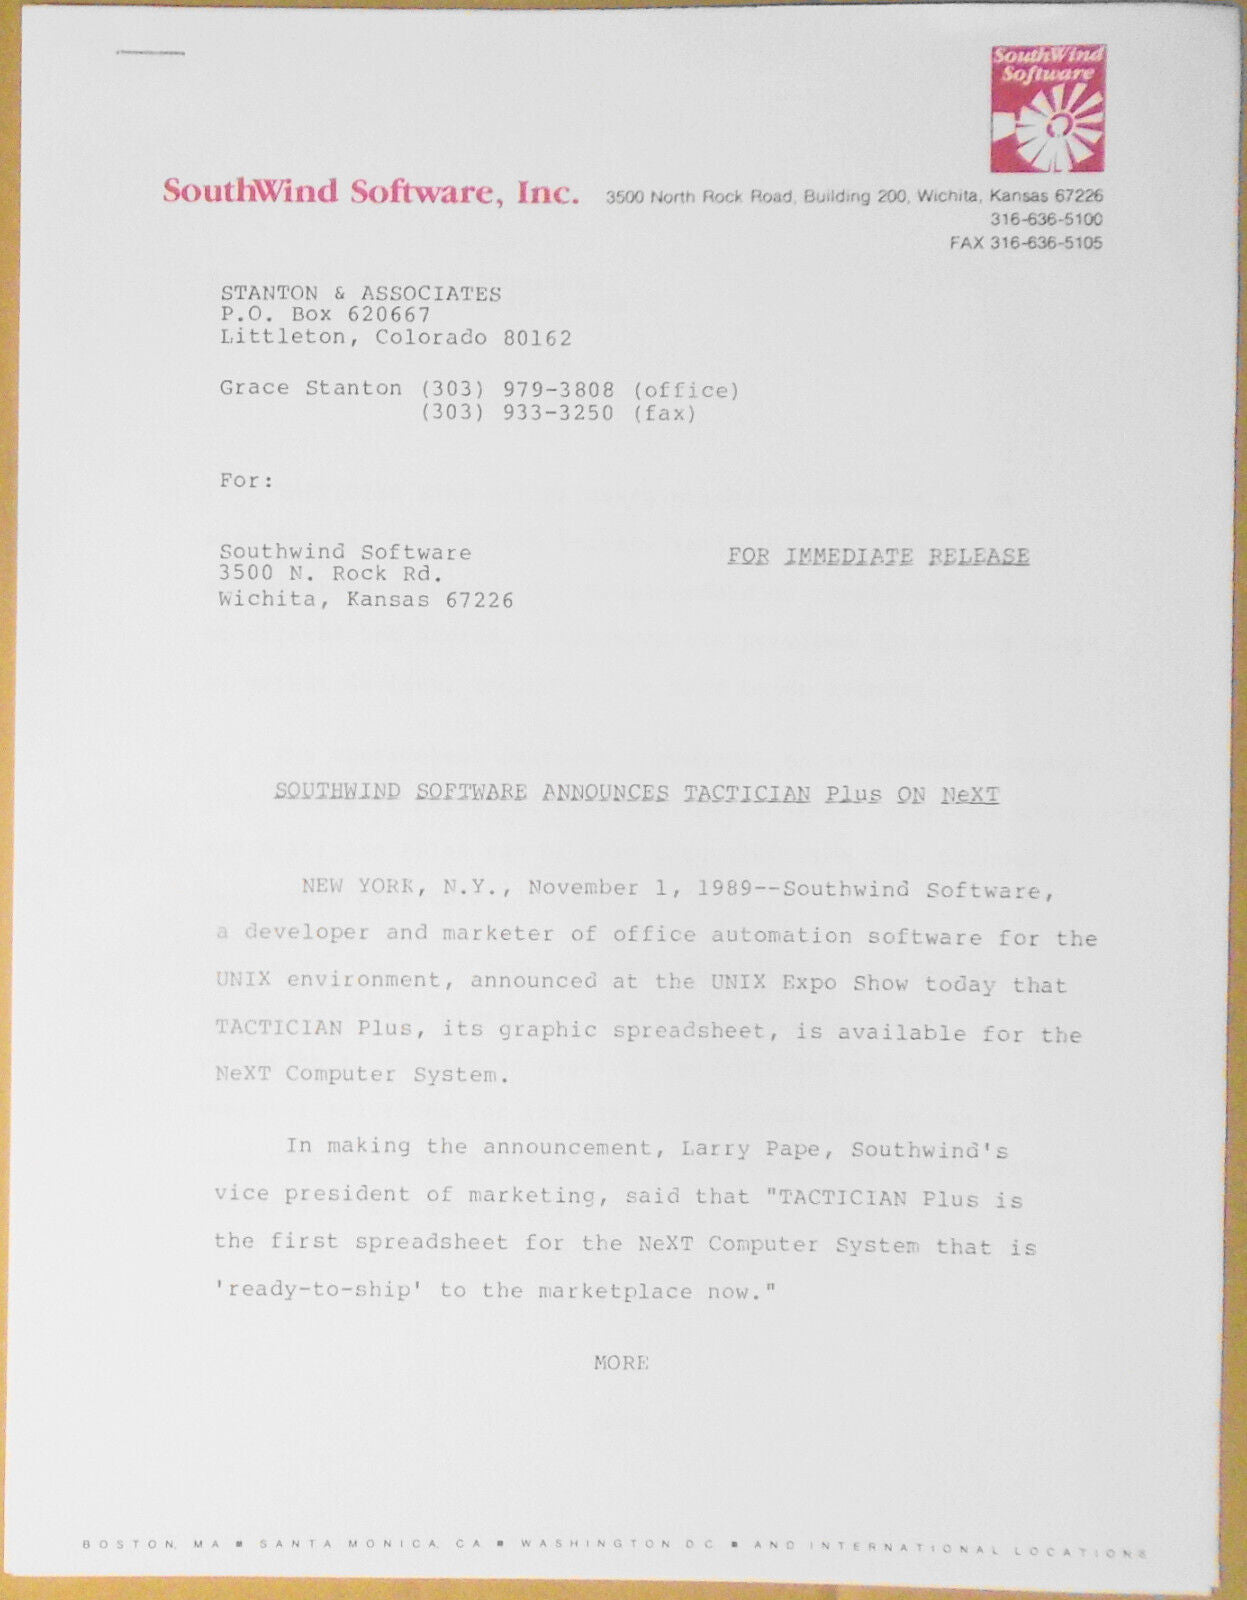 SouthWind
Software
SouthWind Software, Inc. 3500 North Rock Road, Building 200, Wichita, Kansas 67226
316-636-5100
FAX 316-636-5105
STANTON & ASSOCIATES
P.O. Box 620667
Littleton, Colorado 80162
Grace Stanton (303) 979-3808 (office)
(303) 933-3250 (fax)
For:
Southwind Software
3500 N. Rock Rd.
Wichita, Kansas 67226
FOR IMMEDIATE RELEASE
SOUTHWIND SOFTWARE ANNOUNCES TACTICIAN Plus ON NeXT
NEW YORK, N.Y., November 1, 1989--Southwind Software,
a developer and marketer of office automation software for the
UNIX environment, announced at the UNIX Expo Show today that
TACTICIAN Plus, its graphic spreadsheet, is available for the
NeXT Computer System.
In making the announcement, Larry Pape, Southwind's
vice president of marketing, said that "TACTICIAN Plus is
the first spreadsheet for the NeXT Computer System that is
'ready-to-ship' to the marketplace now."
MORE
BOSTON, MA ■ SANTA MONICA, CA ■ WASHINGTON DC ■ AND INTERNATIONAL LOCATIONS